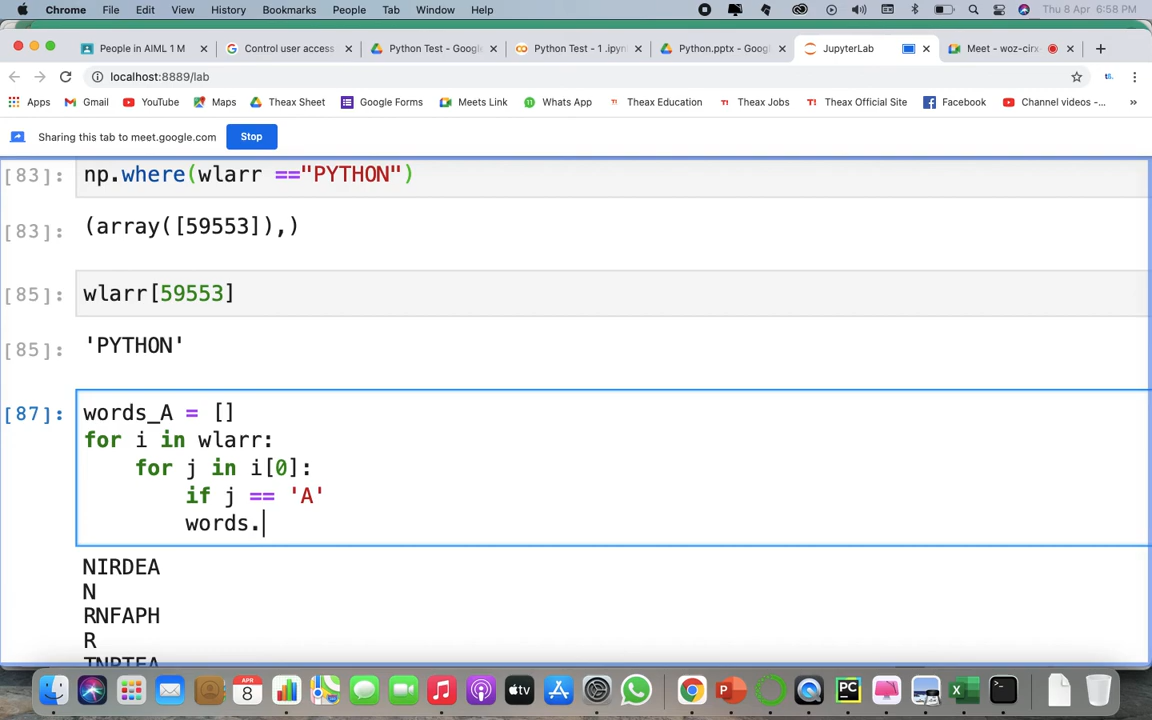 Chrome File Edit View History Bookmarks People Tab Window Help Thu 8 Apr 6:58 PM
People in AIML 1 M Control user access Python Test - Google Python Test - 1 .ipyn Python.pptx - Google JupyterLab Meet - woz-cirx
localhost:8889/lab
Apps Gmail YouTube Maps Theax Sheet Google Forms Meets Link Whats App Theax Education Theax Jobs Theax Official Site Facebook Channel videos -... »
Sharing this tab to meet.google.com Stop
[83]: np.where(wlarr =="PYTHON")
[83]: (array([59553]),)
[85]: wlarr[59553]
[85]: 'PYTHON'
[87]: words_A = []
for i in wlarr:
for j in i[0]:
if j == 'A'
words.
NIRDEA
N
RNFAPH
R
TNPTEA